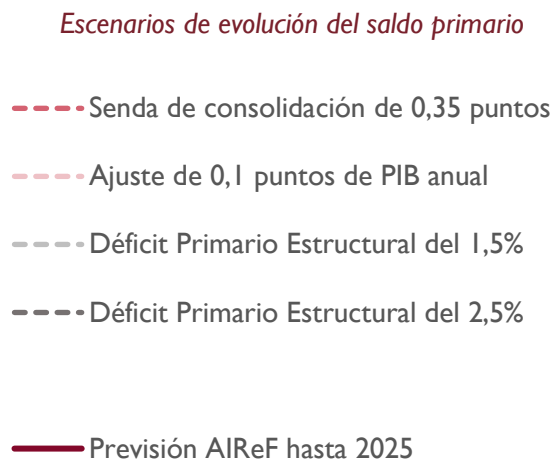 Escenarios de evolución del saldo primario
Senda de consolidación de 0,35 puntos
Ajuste de 0,1 puntos de PIB anual
Déficit Primario Estructural del 1,5%
Déficit Primario Estructural del 2,5%
Previsión AIReF hasta 2025